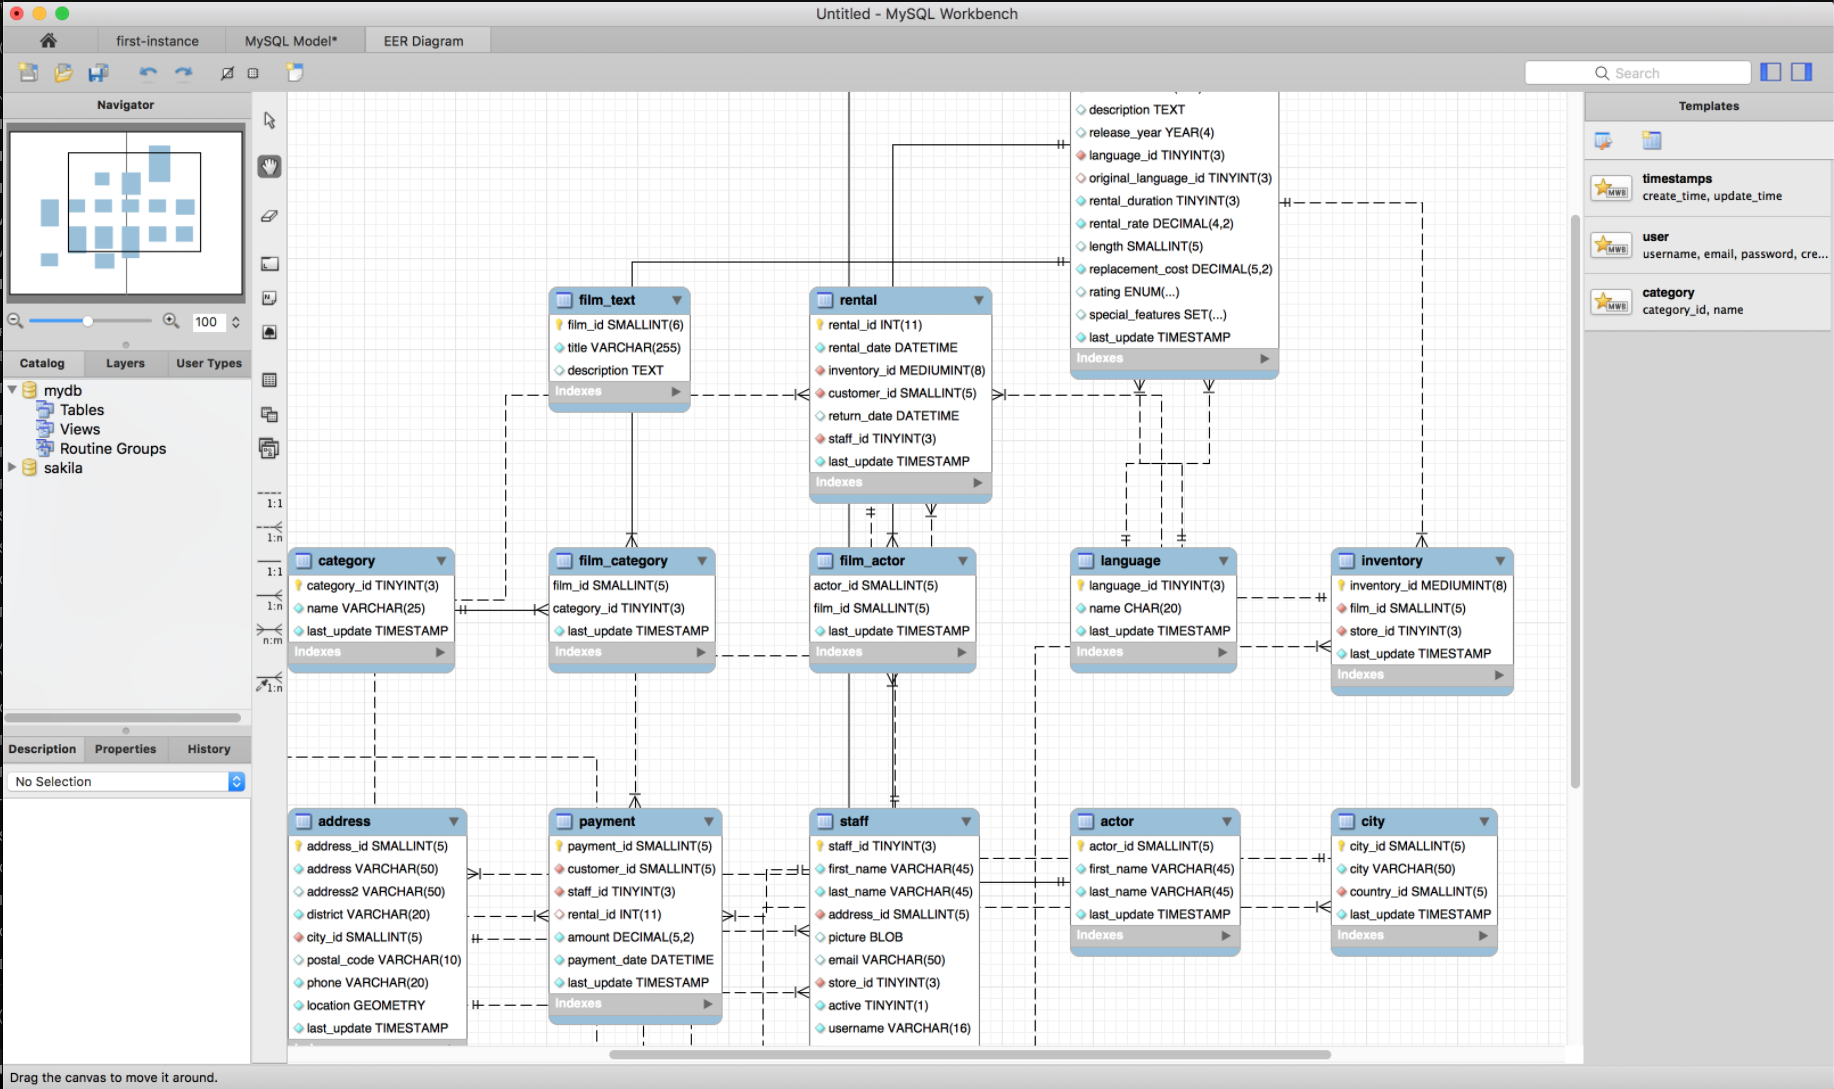 Untitled - MySQL Workbench
first-instance
MySQL Model*
EER Diagram
Search
Navigator
100
Catalog
Layers
User Types
mydb
Tables
Views
Routine Groups
sakila
Description
Properties
History
No Selection
1:1
1:n
1:1
1:n
n:m
1:n
description TEXT
release_year YEAR(4)
language_id TINYINT(3)
original_language_id TINYINT(3)
rental_duration TINYINT(3)
rental_rate DECIMAL(4,2)
length SMALLINT(5)
replacement_cost DECIMAL(5,2)
rating ENUM(...)
special_features SET(...)
last_update TIMESTAMP
Indexes
film_text
film_id SMALLINT(6)
title VARCHAR(255)
description TEXT
Indexes
rental
rental_id INT(11)
rental_date DATETIME
inventory_id MEDIUMINT(8)
customer_id SMALLINT(5)
return_date DATETIME
staff_id TINYINT(3)
last_update TIMESTAMP
Indexes
category
category_id TINYINT(3)
name VARCHAR(25)
last_update TIMESTAMP
Indexes
film_category
film_id SMALLINT(5)
category_id TINYINT(3)
last_update TIMESTAMP
Indexes
film_actor
actor_id SMALLINT(5)
film_id SMALLINT(5)
last_update TIMESTAMP
Indexes
language
language_id TINYINT(3)
name CHAR(20)
last_update TIMESTAMP
Indexes
inventory
inventory_id MEDIUMINT(8)
film_id SMALLINT(5)
store_id TINYINT(3)
last_update TIMESTAMP
Indexes
address
address_id SMALLINT(5)
address VARCHAR(50)
address2 VARCHAR(50)
district VARCHAR(20)
city_id SMALLINT(5)
postal_code VARCHAR(10)
phone VARCHAR(20)
location GEOMETRY
last_update TIMESTAMP
payment
payment_id SMALLINT(5)
customer_id SMALLINT(5)
staff_id TINYINT(3)
rental_id INT(11)
amount DECIMAL(5,2)
payment_date DATETIME
last_update TIMESTAMP
Indexes
staff
staff_id TINYINT(3)
first_name VARCHAR(45)
last_name VARCHAR(45)
address_id SMALLINT(5)
picture BLOB
email VARCHAR(50)
store_id TINYINT(3)
active TINYINT(1)
username VARCHAR(16)
actor
actor_id SMALLINT(5)
first_name VARCHAR(45)
last_name VARCHAR(45)
last_update TIMESTAMP
Indexes
city
city_id SMALLINT(5)
city VARCHAR(50)
country_id SMALLINT(5)
last_update TIMESTAMP
Indexes
Templates
MWB
timestamps
create_time, update_time
MWB
user
username, email, password, cre...
MWB
category
category_id, name
Drag the canvas to move it around.